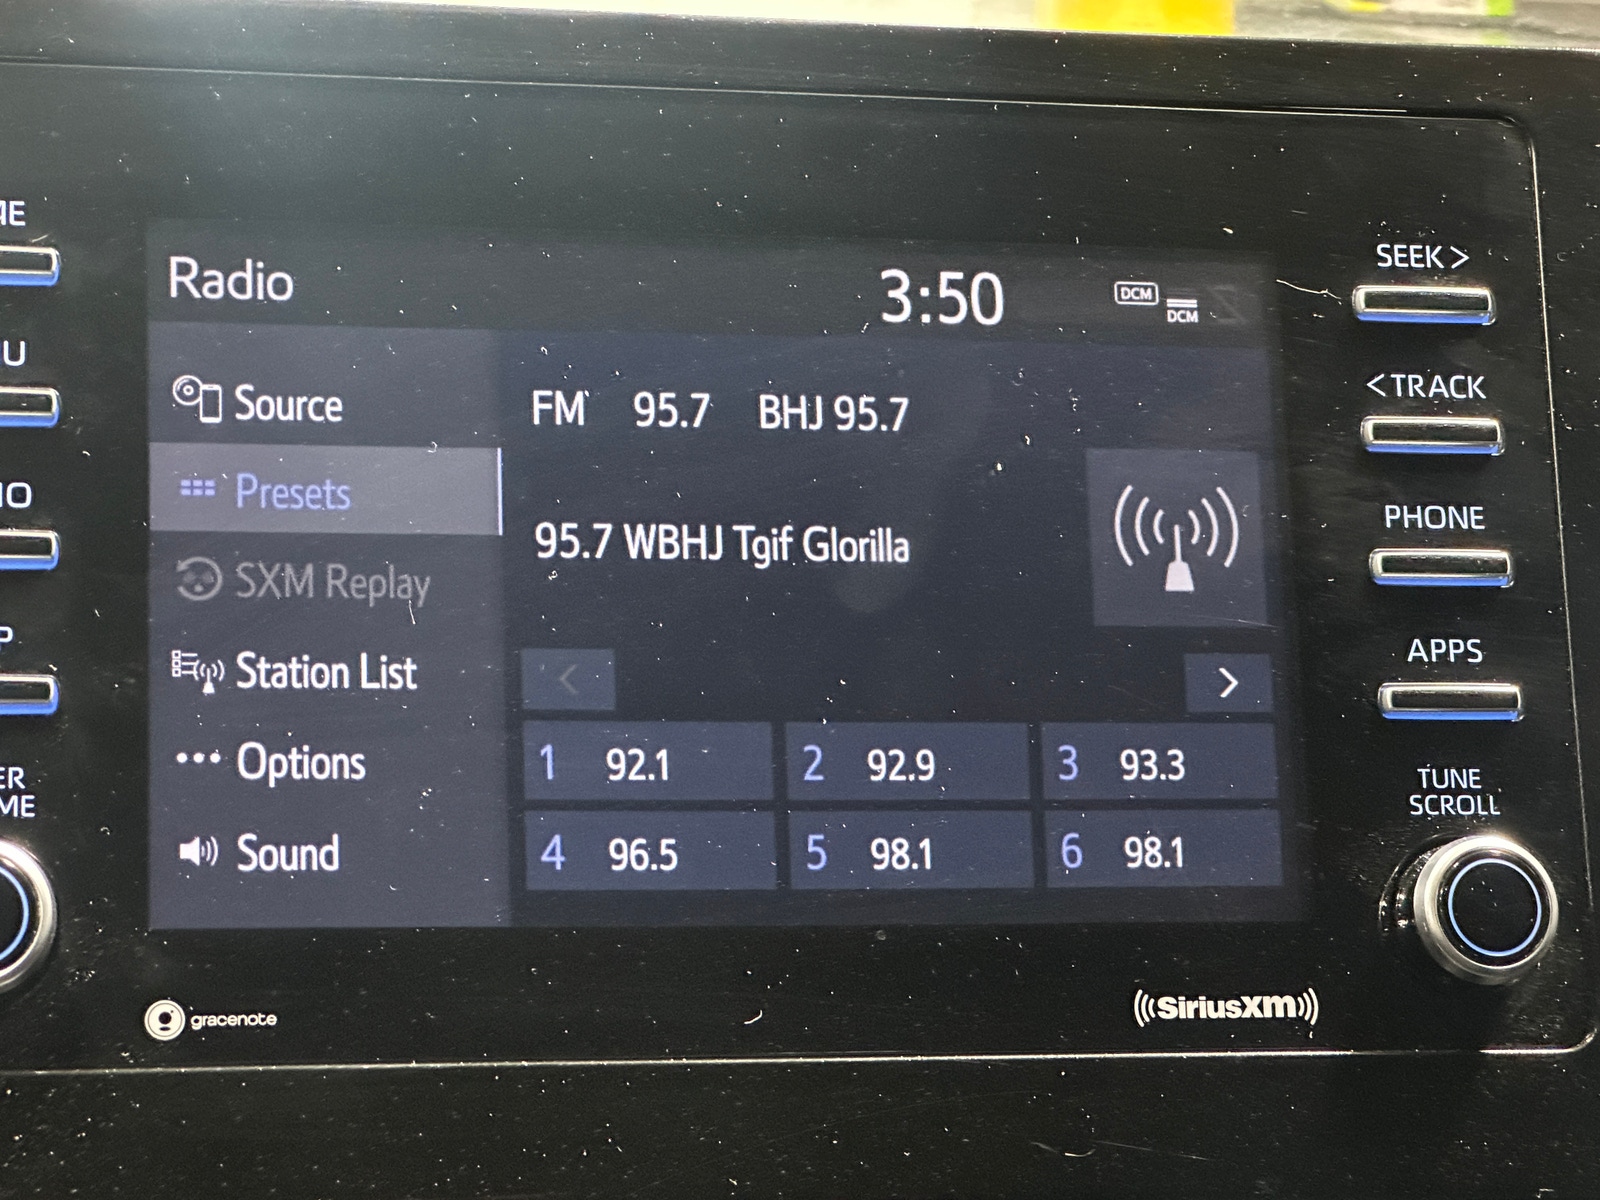 Radio
3:50
DCM
DCM
Source
Presets
SXM Replay
Station List
Options
Sound
FM 95.7 BHJ 95.7
95.7 WBHJ Tgif Glorilla
<
>
1 92.1
2 92.9
3 93.3
4 96.5
5 98.1
6 98.1
SEEK >
< TRACK
PHONE
APPS
TUNE
SCROLL
gracenote
((SiriusXM))